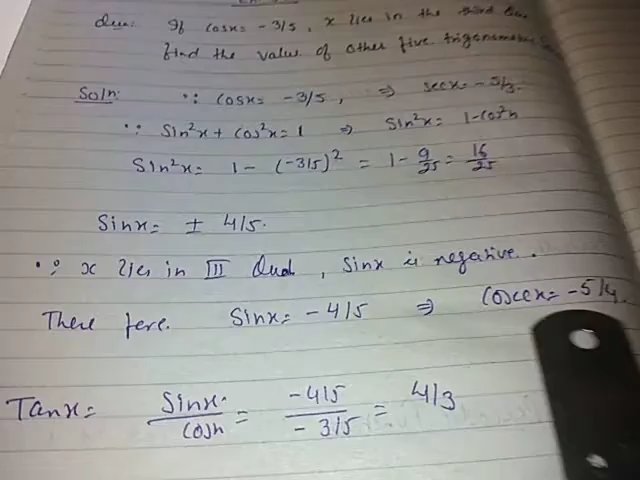 Que: If cosx = -3/5, x lies in the third
find the value of other five
Soln: ∵ cosx = -3/5, ⇒ secx = -5/3.
∵ Sin²x + cos²x = 1 ⇒ Sin²x = 1-Cos²x
Sin²x = 1 - (-3/5)² = 1 - 9/25 = 16/25
Sinx = ± 4/5.
∵ x lies in III Quad, Sinx is negative.
There fore. Sinx = -4/5 ⇒ Cosecx = -5/4.
Tanx = Sinx/Cosx = -4/5/-3/5 = 4/3